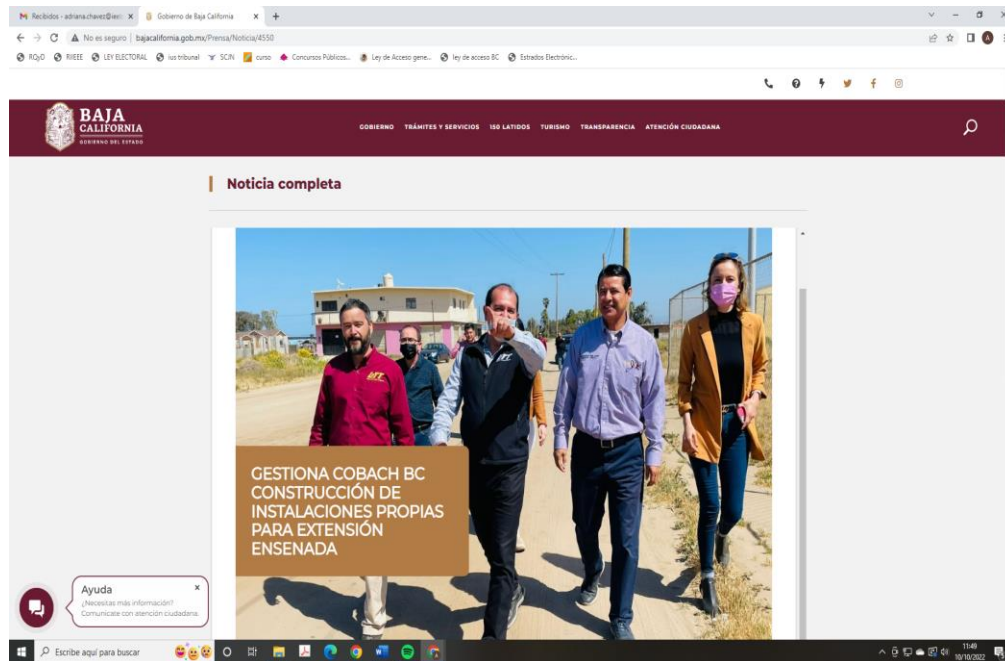 Recibidos - adriana.chavez@iee
Gobierno de Baja California
No es seguro | bajacalifornia.gob.mx/Prensa/Noticia/4550
RQyD RIIEEE LEY ELECTORAL ius tribunal SCJN curso Concursos Públicos... Ley de Acceso gene... ley de acceso BC Estrados Electrónic...
BAJA
CALIFORNIA
GOBIERNO DEL ESTADO
GOBIERNO TRÁMITES Y SERVICIOS 150 LATIDOS TURISMO TRANSPARENCIA ATENCIÓN CIUDADANA
Noticia completa
GESTIONA COBACH BC
CONSTRUCCIÓN DE
INSTALACIONES PROPIAS
PARA EXTENSIÓN
ENSENADA
Ayuda x
¿Necesitas más información?
Comunícate con atención ciudadana.
Escribe aquí para buscar
11:49
10/10/2022